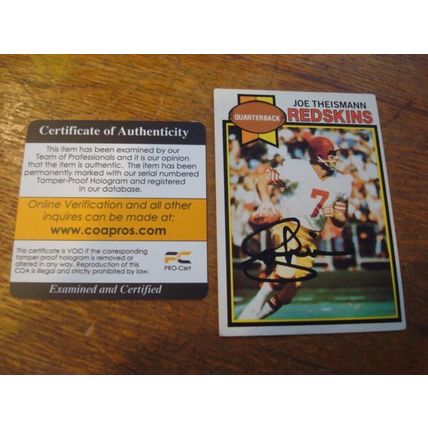 Certificate of Authenticity
This item has been examined by our
Team of Professionals and it is our opinion
that the item is authentic. The item has been
permanently marked with our serial numbered
Tamper-Proof Hologram and registered
in our database.
Online Verification and all other
inquires can be made at:
www.coapros.com
This certificate is VOID if the corresponding
tamper-proof hologram is removed or
altered in any way. Reproduction of this
COA is illegal and strictly prohibited by law.
PC
PRO-Cert
Examined and Certified
JOE THEISMANN
QUARTERBACK
REDSKINS
7